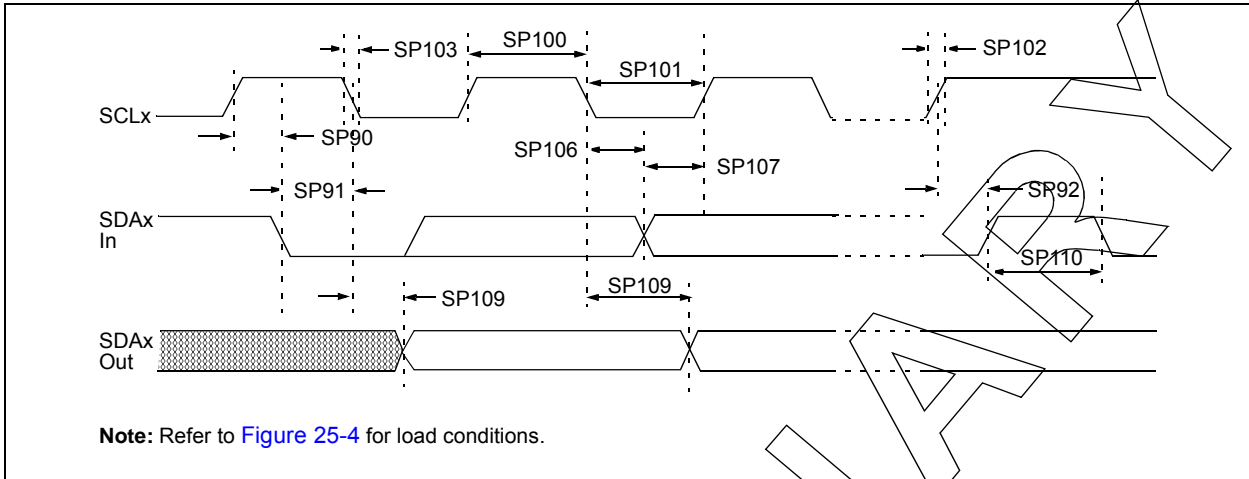 SP103
SP100
SP101
SP102
SCLx
SP90
SP106
SP107
SP91
SP92
SDAx
In
SP110
SP109
SP109
SDAx
Out
Note: Refer to Figure 25-4 for load conditions.